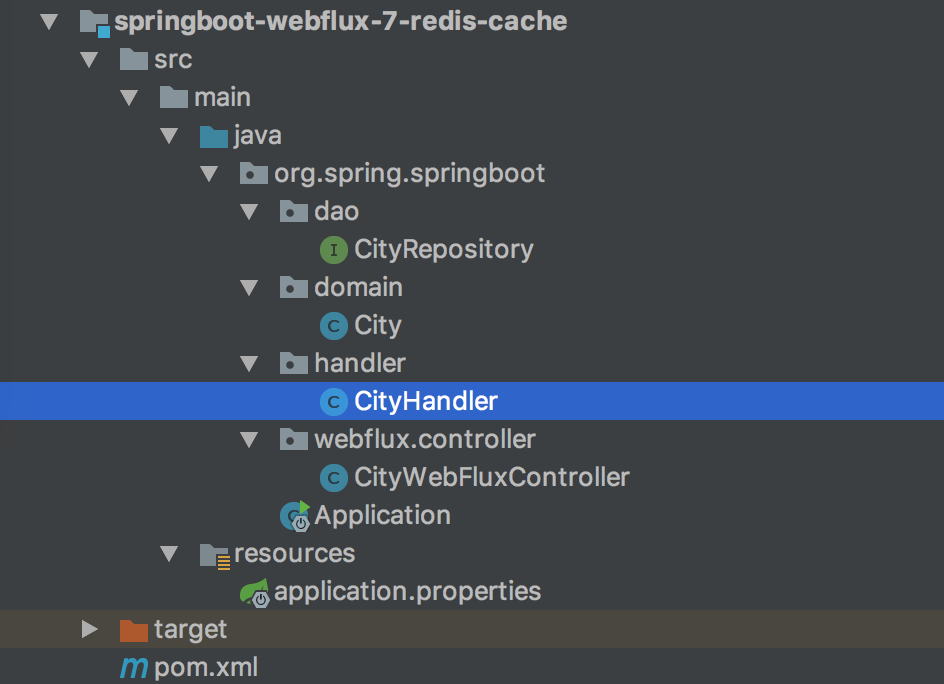 springboot-webflux-7-redis-cache
src
main
java
org.spring.springboot
dao
I CityRepository
domain
C City
handler
C CityHandler
webflux.controller
C CityWebFluxController
C Application
resources
application.properties
target
m pom.xml